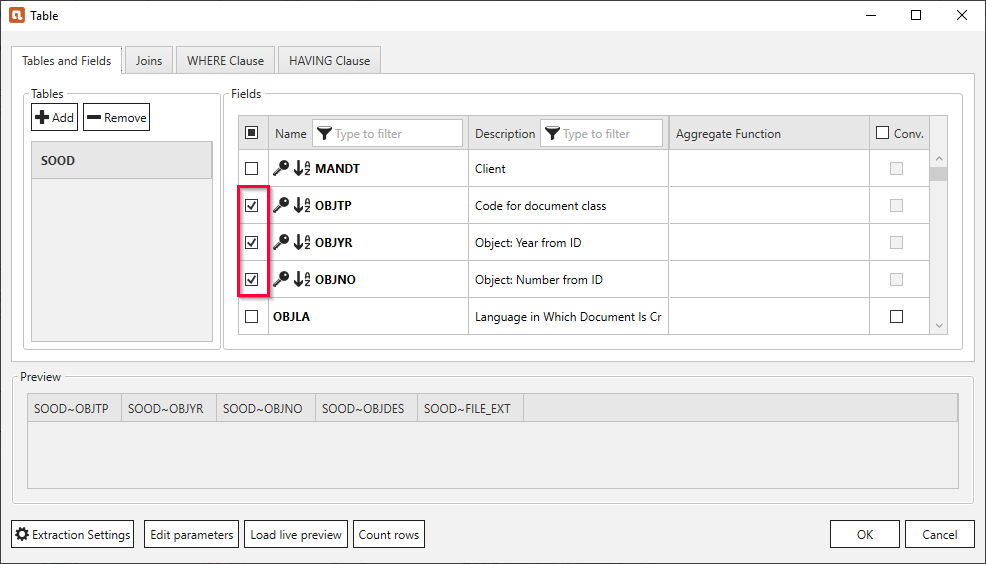 Table
Tables and Fields
Joins
WHERE Clause
HAVING Clause
Tables
Add
Remove
SOOD
Fields
Name
Type to filter
Description
Type to filter
Aggregate Function
Conv.
MANDT
Client
OBJTP
Code for document class
OBJYR
Object: Year from ID
OBJNO
Object: Number from ID
OBJLA
Language in Which Document Is Cr
Preview
SOOD~OBJTP
SOOD~OBJYR
SOOD~OBJNO
SOOD~OBJDES
SOOD~FILE_EXT
Extraction Settings
Edit parameters
Load live preview
Count rows
OK
Cancel